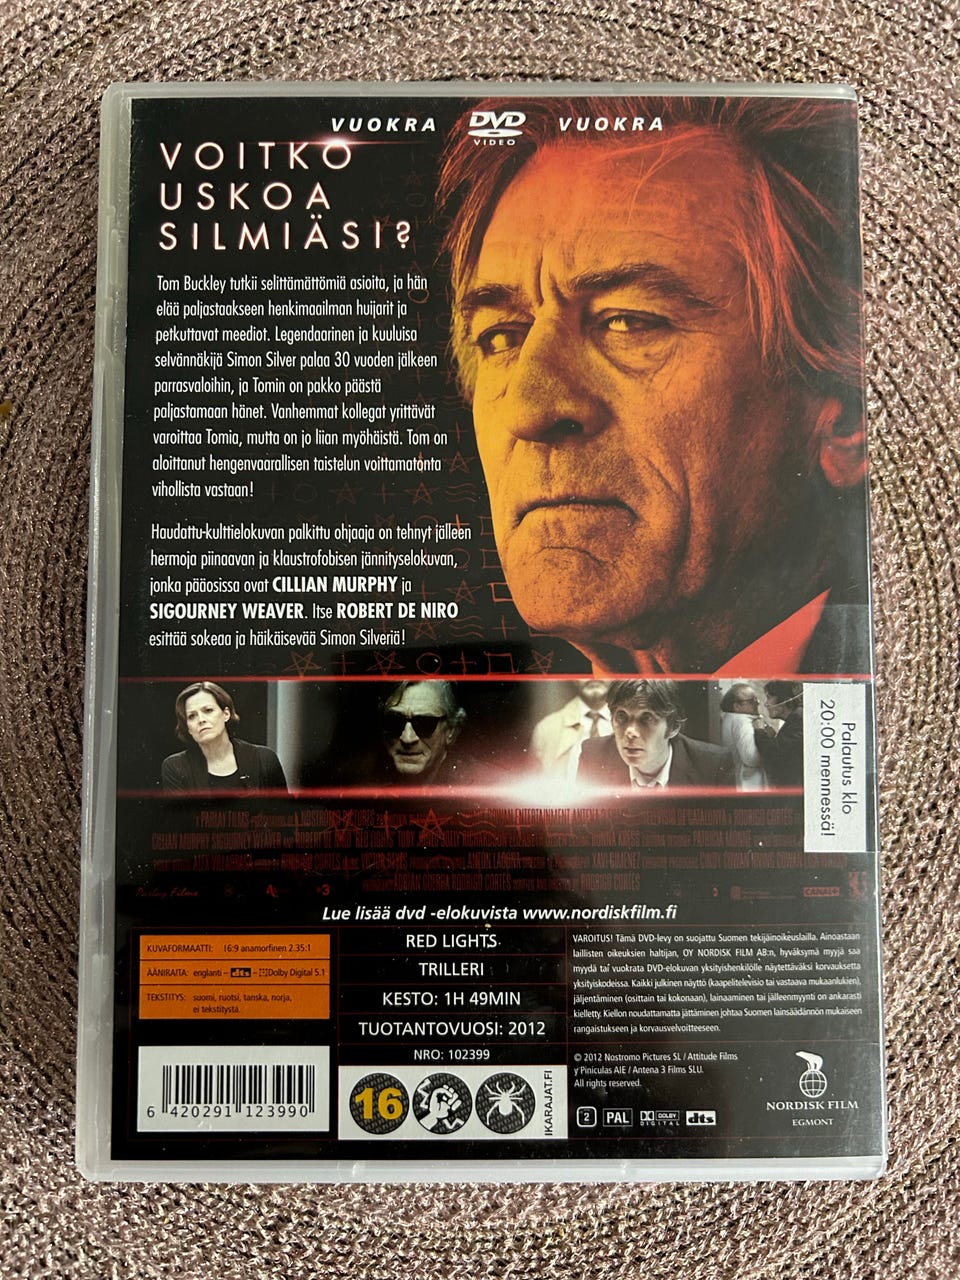 VUOKRA DVD VIDEO VUOKRA
VOITKO
USKOA
SILMIÄSI?
Tom Buckley tutkii selittämättömiä asioita, ja hän
elää paljastaakseen henkimaailman huijarit ja
petkuttavat meediot. Legendaarinen ja kuuluisa
selvännäkijä Simon Silver palaa 30 vuoden jälkeen
parrasvaloihin, ja Tomin on pakko päästä
paljastamaan hänet. Vanhemmat kollegat yrittävät
varoittaa Tomia, mutta on jo liian myöhäistä. Tom on
aloittanut hengenvaarallisen taistelun voittamatonta
vihollista vastaan!
Haudattu-kulttielokuvan palkittu ohjaaja on tehnyt jälleen
hermoja piinaavan ja klaustrofobisen jännityselokuvan,
jonka pääosissa ovat CILLIAN MURPHY ja
SIGOURNEY WEAVER. Itse ROBERT DE NIRO
esittää sokeaa ja häikäisevää Simon Silveriä!
Palautus klo
20:00 mennessä!
Lue lisää dvd -elokuvista www.nordiskfilm.fi
KUVAFORMAATTI: 16:9 anamorfinen 2.35:1
ÄÄNIRAITA: englanti – dts – Dolby Digital 5.1
TEKSTITYS: suomi, ruotsi, tanska, norja,
ei tekstitystä.
RED LIGHTS
TRILLERI
KESTO: 1H 49MIN
TUOTANTOVUOSI: 2012
NRO: 102399
VAROITUS! Tämä DVD-levy on suojattu Suomen tekijäinoikeuslailla. Ainoastaan
laillisten oikeuksien haltijan, OY NORDISK FILM AB:n, hyväksymä myyjä saa
myydä tai vuokrata DVD-elokuvan yksityishenkilölle näytettäväksi korvauksetta
yksityiskodeissa. Kaikki julkinen näyttö (kaapelitelevisio tai vastaava mukaanlukien),
jäljentäminen (osittain tai kokonaan), lainaaminen tai jälleenmyynti on ankarasti
kielletty. Kiellon noudattamatta jättäminen johtaa Suomen lainsäädännön mukaiseen
rangaistukseen ja korvausvelvoitteeseen.
© 2012 Nostromo Pictures SL / Attitude Films
y Piniculas AIE / Antena 3 Films SLU.
All rights reserved.
6 420291 123990
16
IKARAJAT.FI
2 PAL DOLBY DIGITAL dts
NORDISK FILM
EGMONT